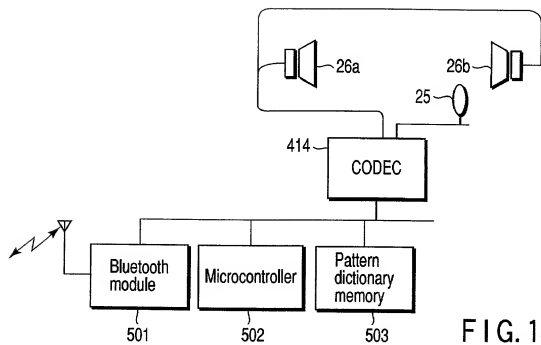 26a
26b
25
414
CODEC
Bluetooth
module
Microcontroller
Pattern
dictionary
memory
501
502
503
FIG.1